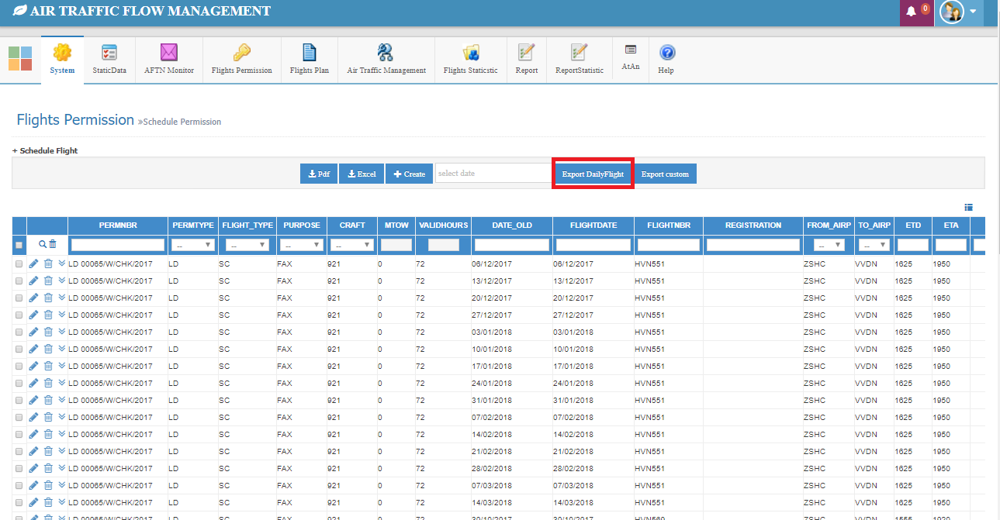 AIR TRAFFIC FLOW MANAGEMENT
0
System StaticData AFTN Monitor Flights Permission Flights Plan Air Traffic Management Flights Staticstic Report ReportStatistic AtAn Help
Flights Permission »Schedule Permission
+ Schedule Flight
Pdf Excel Create select date Export DailyFlight Export custom
PERMNBR PERMTYPE FLIGHT_TYPE PURPOSE CRAFT MTOW VALIDHOURS DATE_OLD FLIGHTDATE FLIGHTNBR REGISTRATION FROM_AIRP TO_AIRP ETD ETA
-- -- -- -- -- --
LD 00065/W/CHK/2017 LD SC FAX 921 0 72 06/12/2017 06/12/2017 HVN551 ZSHC VVDN 1625 1950
LD 00065/W/CHK/2017 LD SC FAX 921 0 72 13/12/2017 13/12/2017 HVN551 ZSHC VVDN 1625 1950
LD 00065/W/CHK/2017 LD SC FAX 921 0 72 20/12/2017 20/12/2017 HVN551 ZSHC VVDN 1625 1950
LD 00065/W/CHK/2017 LD SC FAX 921 0 72 27/12/2017 27/12/2017 HVN551 ZSHC VVDN 1625 1950
LD 00065/W/CHK/2017 LD SC FAX 921 0 72 03/01/2018 03/01/2018 HVN551 ZSHC VVDN 1625 1950
LD 00065/W/CHK/2017 LD SC FAX 921 0 72 10/01/2018 10/01/2018 HVN551 ZSHC VVDN 1625 1950
LD 00065/W/CHK/2017 LD SC FAX 921 0 72 17/01/2018 17/01/2018 HVN551 ZSHC VVDN 1625 1950
LD 00065/W/CHK/2017 LD SC FAX 921 0 72 24/01/2018 24/01/2018 HVN551 ZSHC VVDN 1625 1950
LD 00065/W/CHK/2017 LD SC FAX 921 0 72 31/01/2018 31/01/2018 HVN551 ZSHC VVDN 1625 1950
LD 00065/W/CHK/2017 LD SC FAX 921 0 72 07/02/2018 07/02/2018 HVN551 ZSHC VVDN 1625 1950
LD 00065/W/CHK/2017 LD SC FAX 921 0 72 14/02/2018 14/02/2018 HVN551 ZSHC VVDN 1625 1950
LD 00065/W/CHK/2017 LD SC FAX 921 0 72 21/02/2018 21/02/2018 HVN551 ZSHC VVDN 1625 1950
LD 00065/W/CHK/2017 LD SC FAX 921 0 72 28/02/2018 28/02/2018 HVN551 ZSHC VVDN 1625 1950
LD 00065/W/CHK/2017 LD SC FAX 921 0 72 07/03/2018 07/03/2018 HVN551 ZSHC VVDN 1625 1950
LD 00065/W/CHK/2017 LD SC FAX 921 0 72 14/03/2018 14/03/2018 HVN551 ZSHC VVDN 1625 1950
LD 00065/W/CHK/2017 LD SC FAX 921 0 72 30/10/2017 30/10/2017 ZSHC VVDN